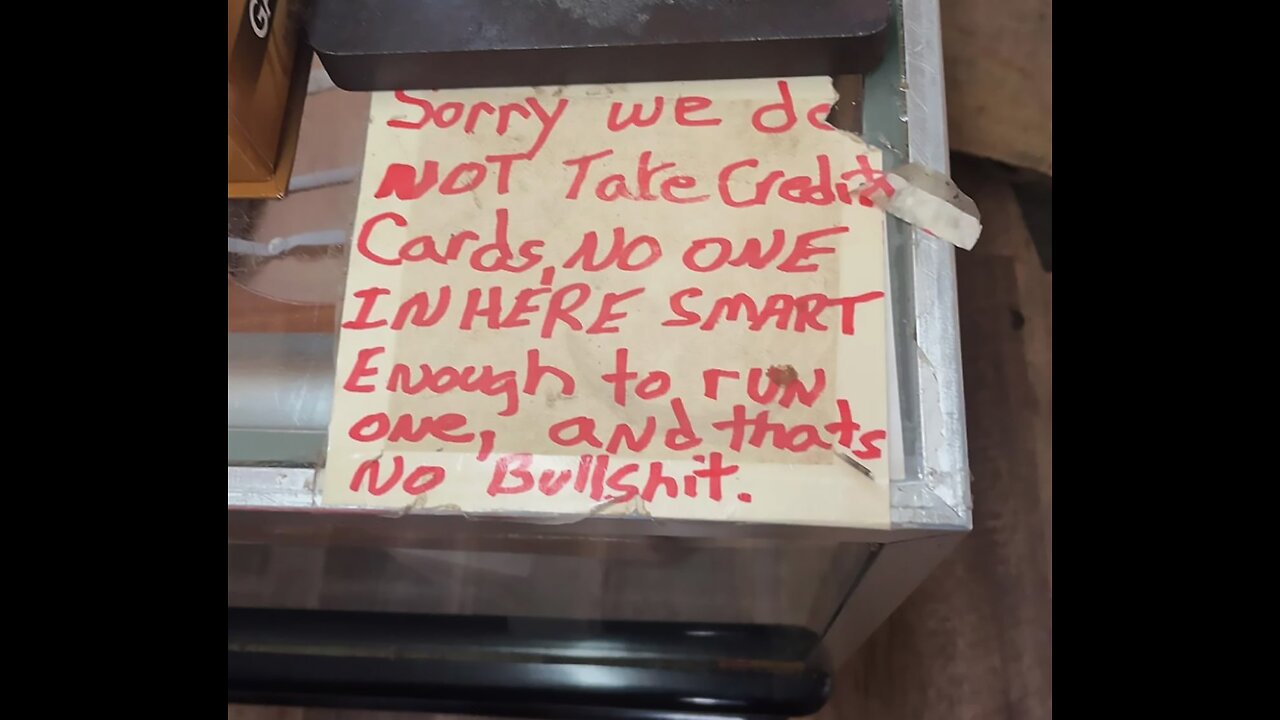 GA
Sorry we do
NOT Take Credit
Cards, NO ONE
IN HERE SMART
Enough to run
one, and thats
No Bullshit.